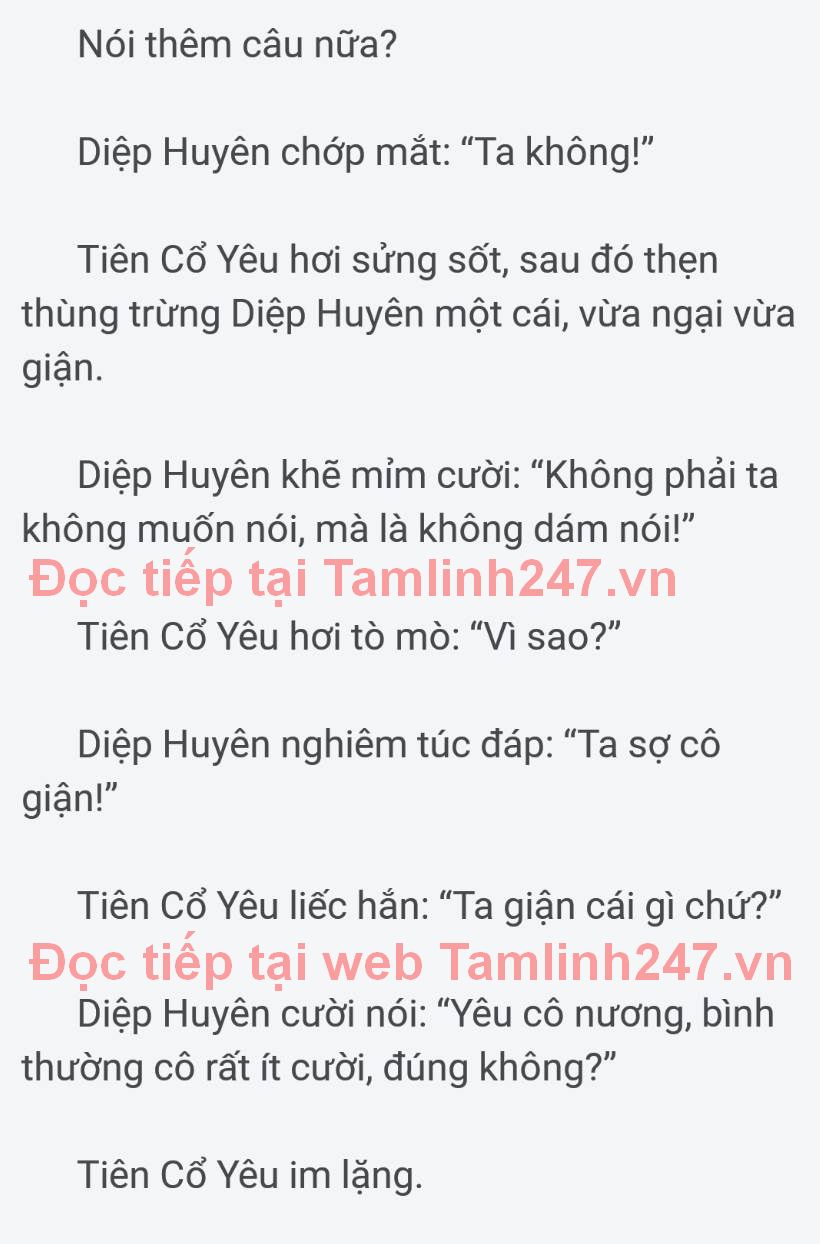 Nói thêm câu nữa?
Diệp Huyên chớp mắt: “Ta không!”
Tiên Cổ Yêu hơi sửng sốt, sau đó thẹn
thùng trừng Diệp Huyên một cái, vừa ngại vừa
giận.
Diệp Huyên khẽ mỉm cười: “Không phải ta
không muốn nói, mà là không dám nói!”
Đọc tiếp tại Tamlinh247.vn
Tiên Cổ Yêu hơi tò mò: “Vì sao?”
Diệp Huyên nghiêm túc đáp: “Ta sợ cô
giận!”
Tiên Cổ Yêu liếc hắn: “Ta giận cái gì chứ?”
Đọc tiếp tại web Tamlinh247.vn
Diệp Huyên cười nói: “Yêu cô nương, bình
thường cô rất ít cười, đúng không?”
Tiên Cổ Yêu im lặng.